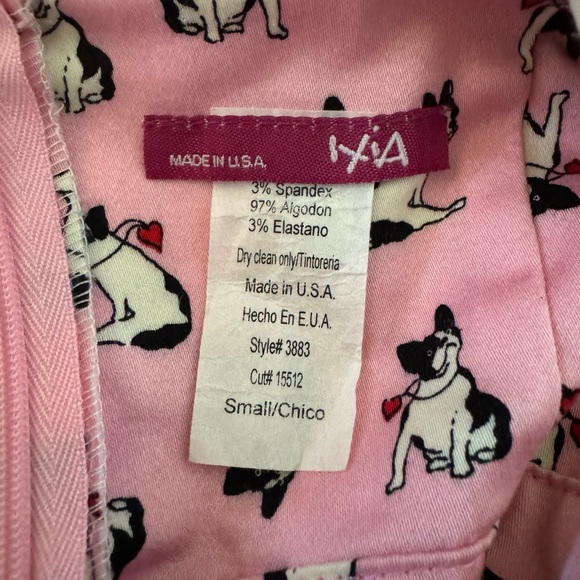 MADE IN U.S.A. IXiA
3% Spandex
97% Algodon
3% Elastano
Dry clean only/Tintoreria
Made in U.S.A.
Hecho En E.U.A.
Style# 3883
Cut# 15512
Small/Chico